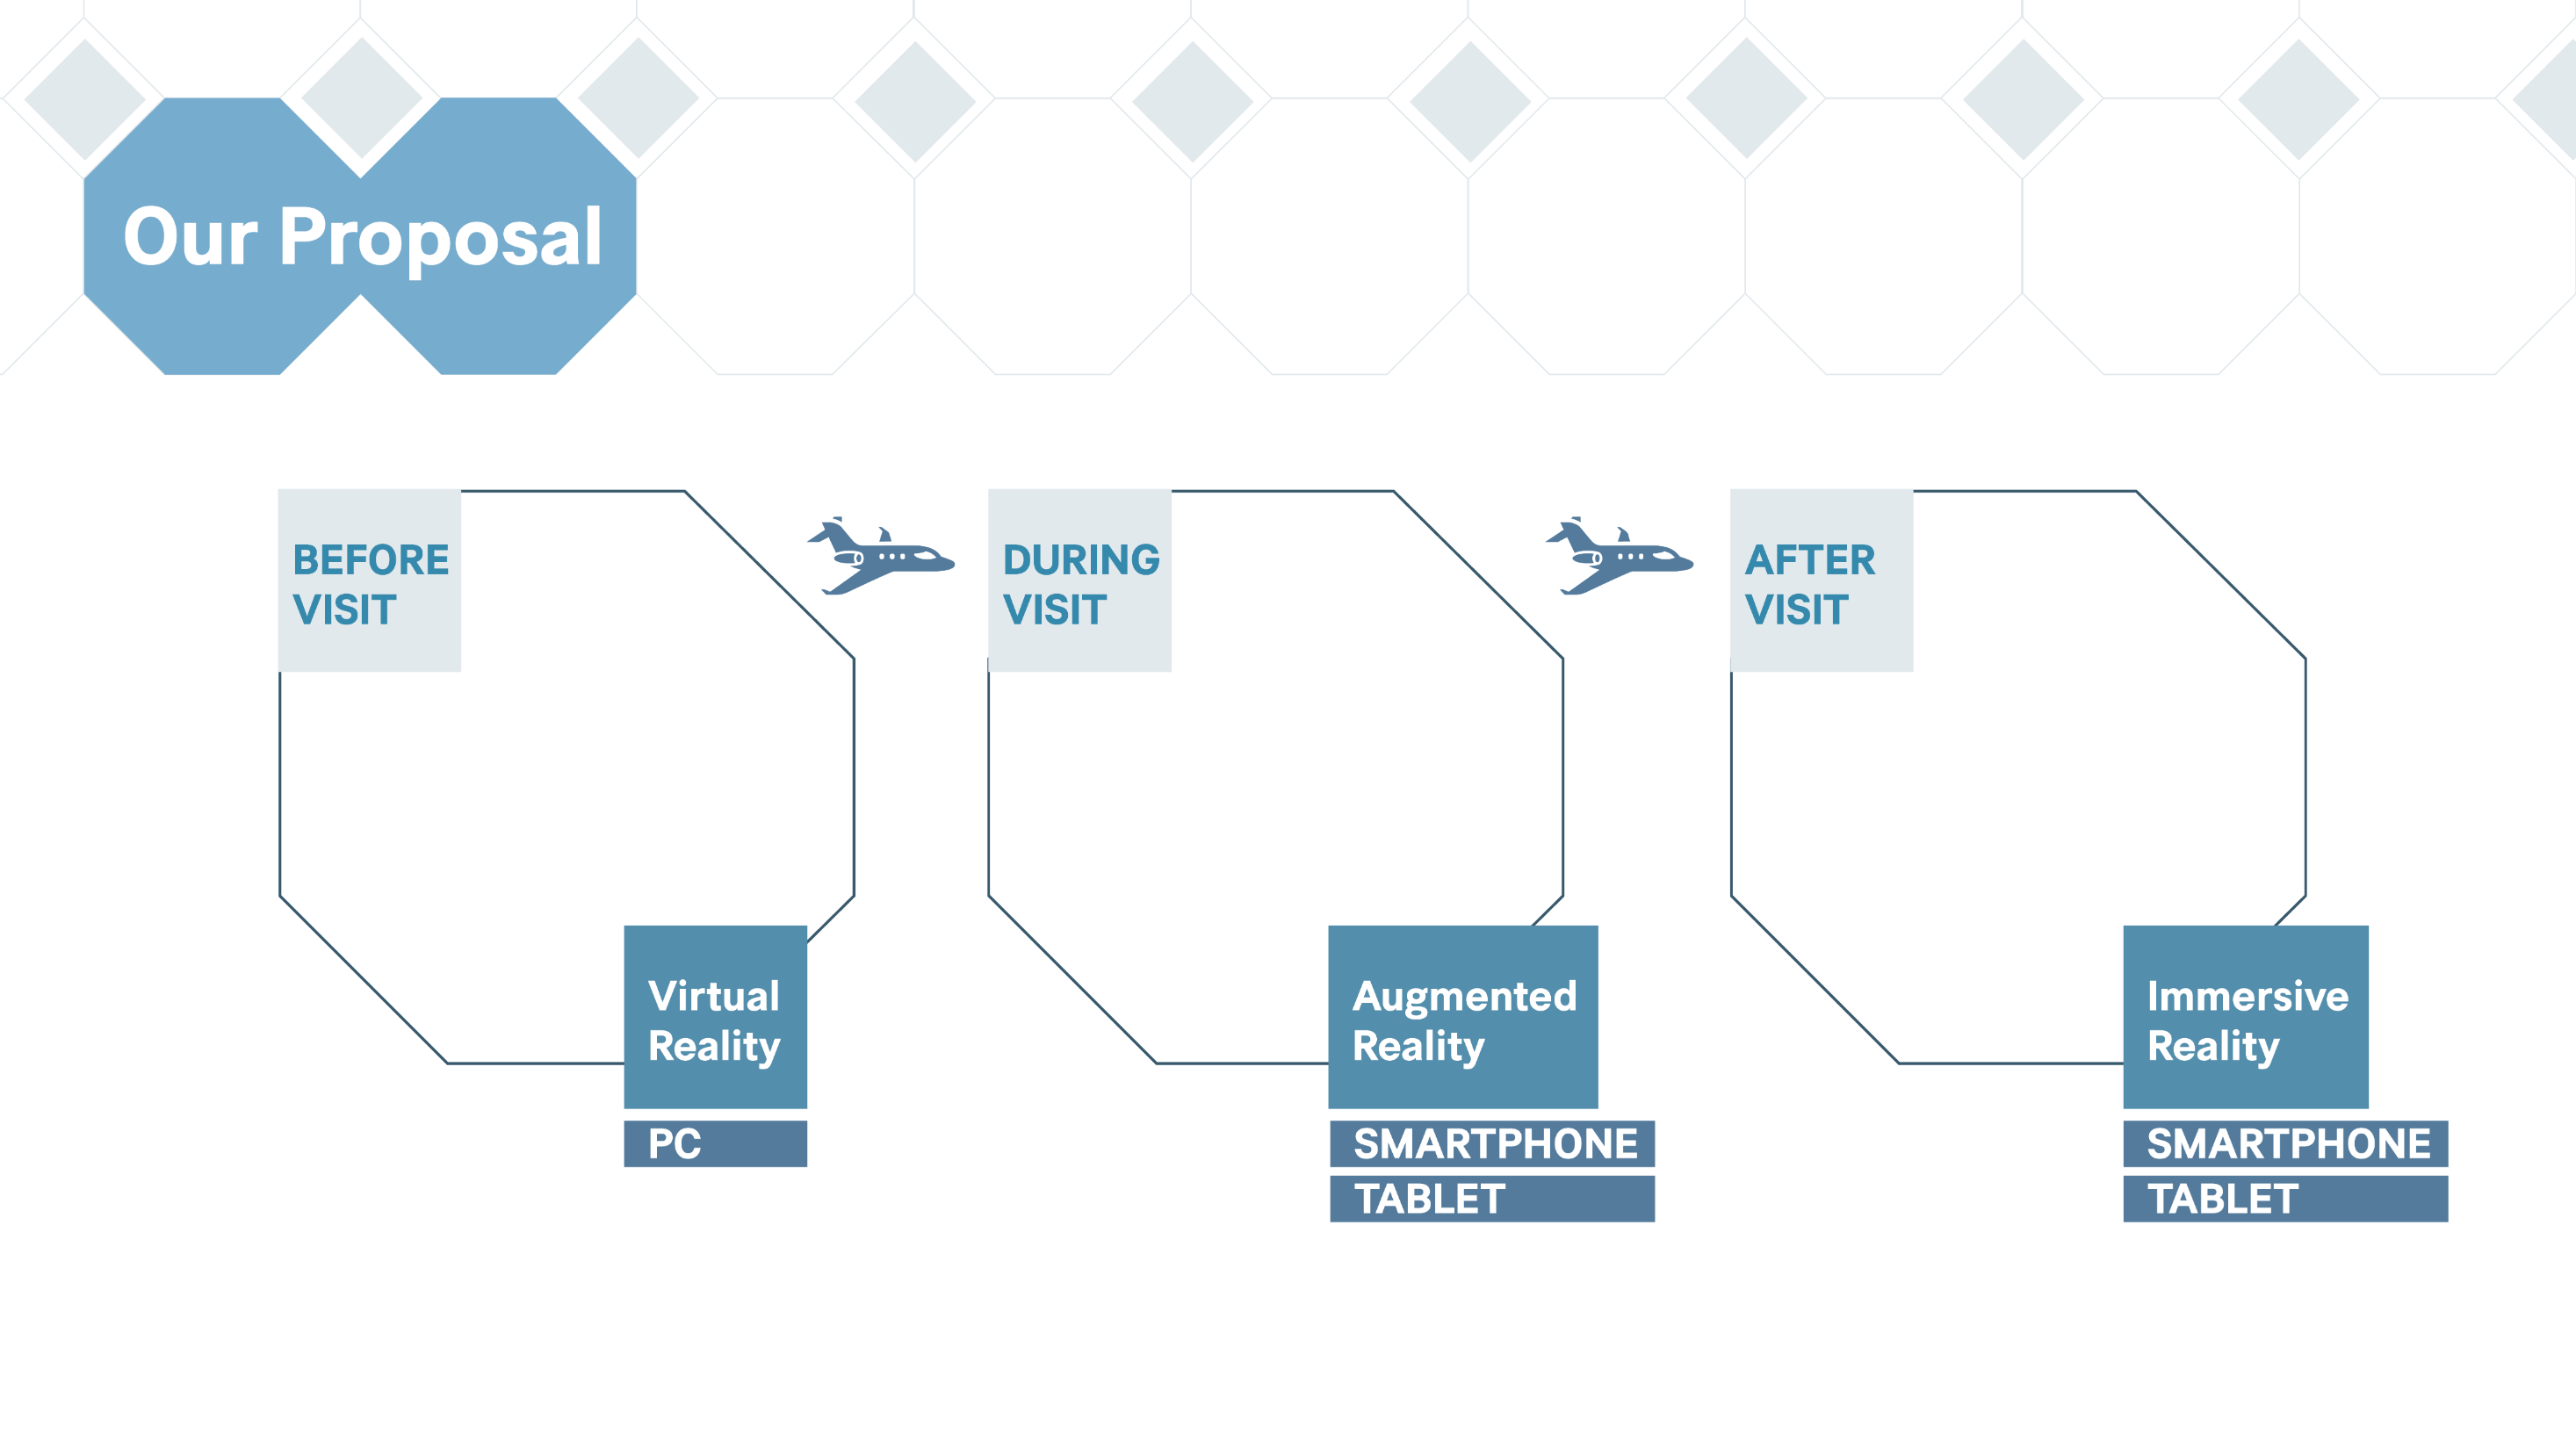 Our Proposal
BEFORE
VISIT
DURING
VISIT
AFTER
VISIT
Virtual
Reality
PC
Augmented
Reality
SMARTPHONE
TABLET
Immersive
Reality
SMARTPHONE
TABLET